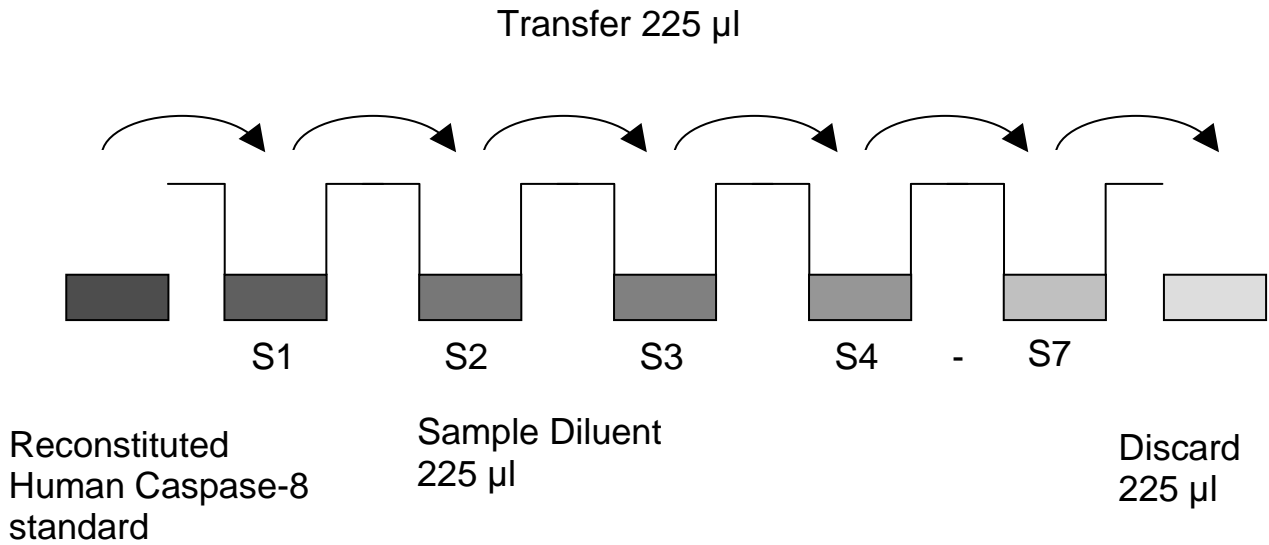 Transfer 225 µl
S1 S2 S3 S4 - S7
Reconstituted
Human Caspase-8
standard
Sample Diluent
225 µl
Discard
225 µl